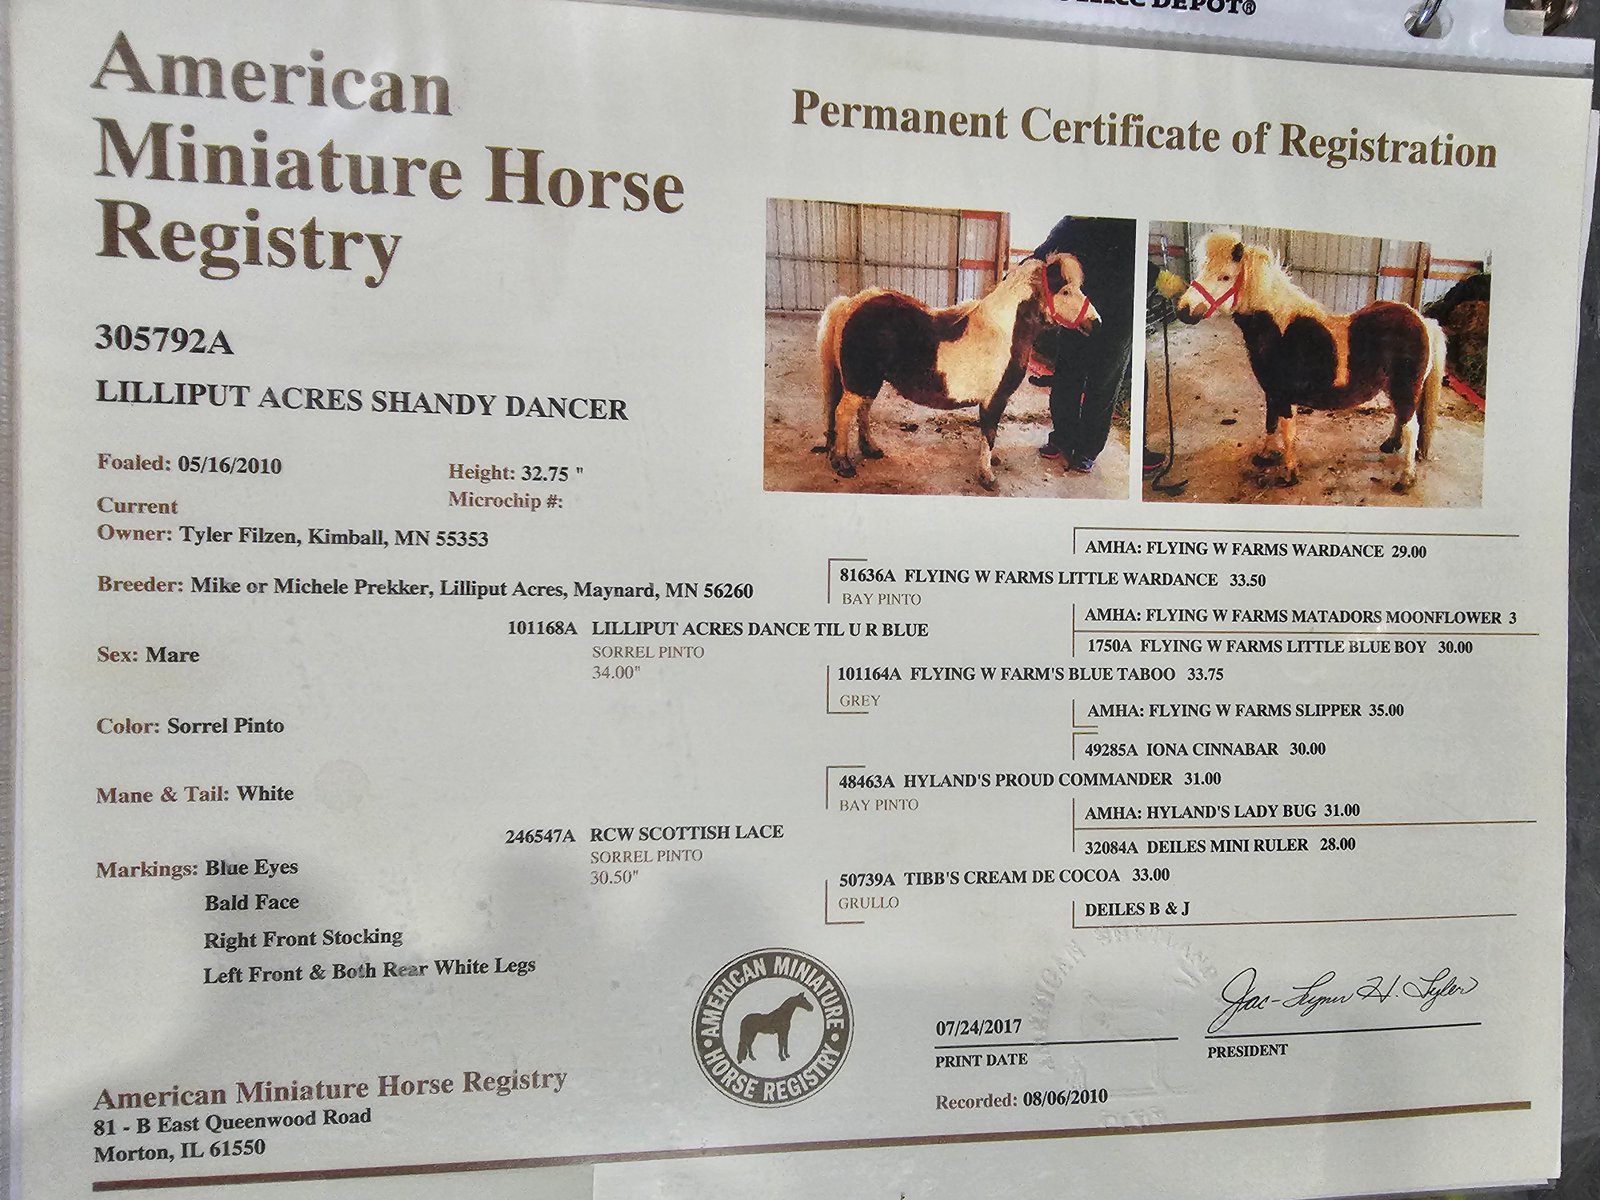 DEPOT®
American
Miniature Horse
Registry
Permanent Certificate of Registration
305792A
LILLIPUT ACRES SHANDY DANCER
Foaled: 05/16/2010
Height: 32.75 "
Microchip #:
Current
Owner: Tyler Filzen, Kimball, MN 55353
Breeder: Mike or Michele Prekker, Lilliput Acres, Maynard, MN 56260
Sex: Mare
Color: Sorrel Pinto
Mane & Tail: White
Markings: Blue Eyes
Bald Face
Right Front Stocking
Left Front & Both Rear White Legs
AMHA: FLYING W FARMS WARDANCE 29.00
81636A FLYING W FARMS LITTLE WARDANCE 33.50
BAY PINTO
AMHA: FLYING W FARMS MATADORS MOONFLOWER 3
101168A LILLIPUT ACRES DANCE TIL U R BLUE
SORREL PINTO
34.00"
1750A FLYING W FARMS LITTLE BLUE BOY 30.00
101164A FLYING W FARM'S BLUE TABOO 33.75
GREY
AMHA: FLYING W FARMS SLIPPER 35.00
49285A IONA CINNABAR 30.00
48463A HYLAND'S PROUD COMMANDER 31.00
BAY PINTO
AMHA: HYLAND'S LADY BUG 31.00
246547A RCW SCOTTISH LACE
SORREL PINTO
30.50"
32084A DEILES MINI RULER 28.00
50739A TIBB'S CREAM DE COCOA 33.00
GRULLO
DEILES B & J
AMERICAN MINIATURE
HORSE REGISTRY
07/24/2017
PRINT DATE
Jac-Lynn H. Tyler
PRESIDENT
Recorded: 08/06/2010
American Miniature Horse Registry
81 - B East Queenwood Road
Morton, IL 61550